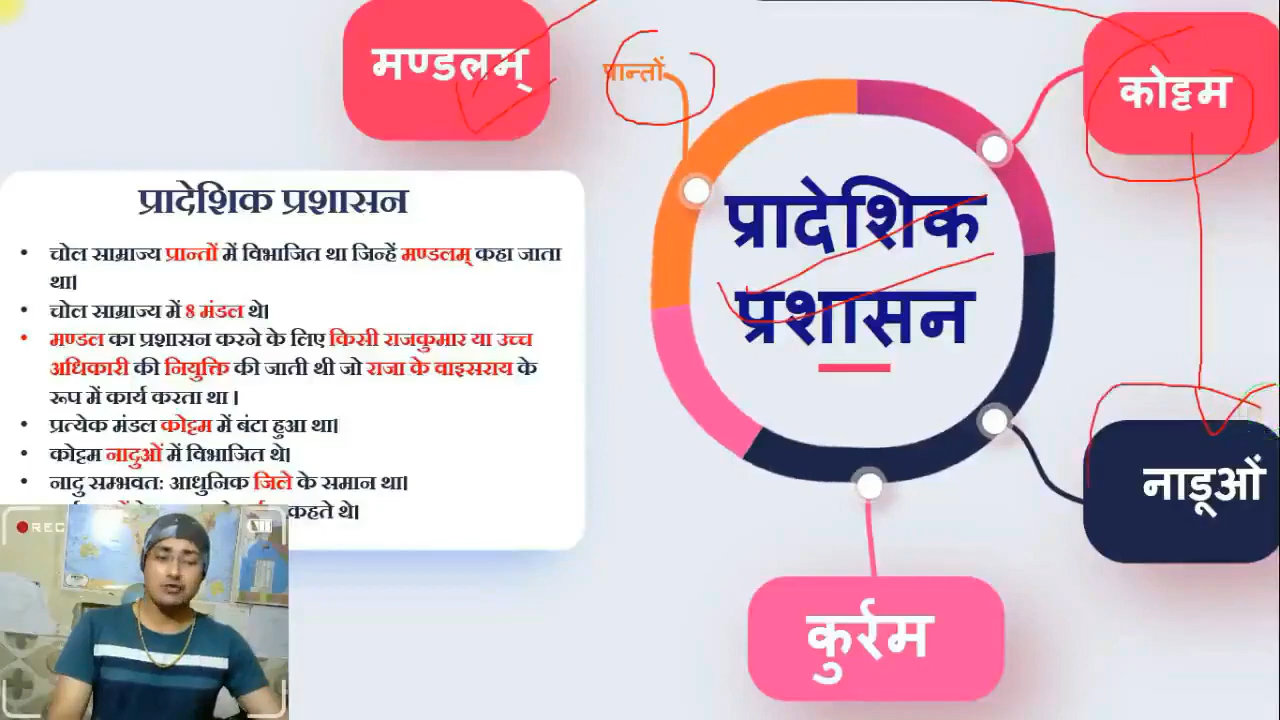 मण्डलम्
प्रान्तों
कोट्टम
प्रादेशिक
प्रशासन
नाडूओं
कुर्रम
प्रादेशिक प्रशासन
• चोल साम्राज्य प्रान्तों में विभाजित था जिन्हें मण्डलम् कहा जाता
था।
• चोल साम्राज्य में 8 मंडल थे।
• मण्डल का प्रशासन करने के लिए किसी राजकुमार या उच्च
अधिकारी की नियुक्ति की जाती थी जो राजा के वाइसराय के
रूप में कार्य करता था ।
• प्रत्येक मंडल कोट्टम में बंटा हुआ था।
• कोट्टम नादुओं में विभाजित थे।
• नादु सम्भवत: आधुनिक जिले के समान था।
कहते थे।
REC